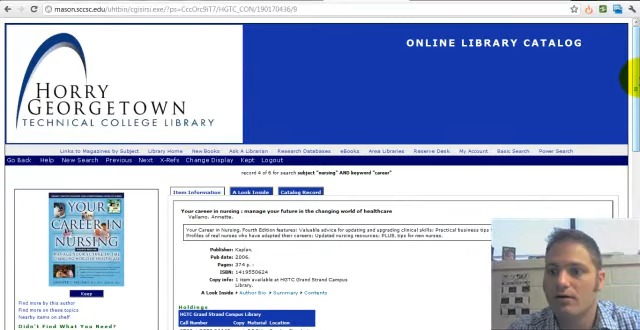 mason.sccsc.edu/uhtbin/cgisirsi.exe/?ps=CccOrc9iT7/HGTC_CON/190170436/9
ONLINE LIBRARY CATALOG
HORRY
GEORGETOWN
TECHNICAL COLLEGE LIBRARY
Links to Magazines by Subject Library Home New Books Ask A Librarian Research Databases eBooks Area Libraries Reserve Desk My Account Basic Search Power Search
Go Back Help New Search Previous Next X-Refs Change Display Kept Logout
record 4 of 6 for search subject "nursing" AND keyword "career"
Item Information A Look Inside Catalog Record
YOUR
CAREER IN
NURSING
Keep
Find more by this author
Find more on these topics
Nearby items on shelf
Didn't Find What You Need?
Your career in nursing : manage your future in the changing world of healthcare
Vallano, Annette.
Your Career in Nursing, Fourth Edition features: Valuable advice for updating and upgrading clinical skills; Practical business tips
Profiles of real nurses who have adapted their careers; Updated nursing resources; PLUS, tips for new nurses.
Publisher: Kaplan,
Pub date: 2006.
Pages: 374 p. :
ISBN: 1419550624
Copy info: 1 item available at HGTC Grand Strand Campus
Library.
A Look Inside: Author Bio Summary Contents
Holdings
HGTC Grand Strand Campus Library
Call Number Copy Material Location